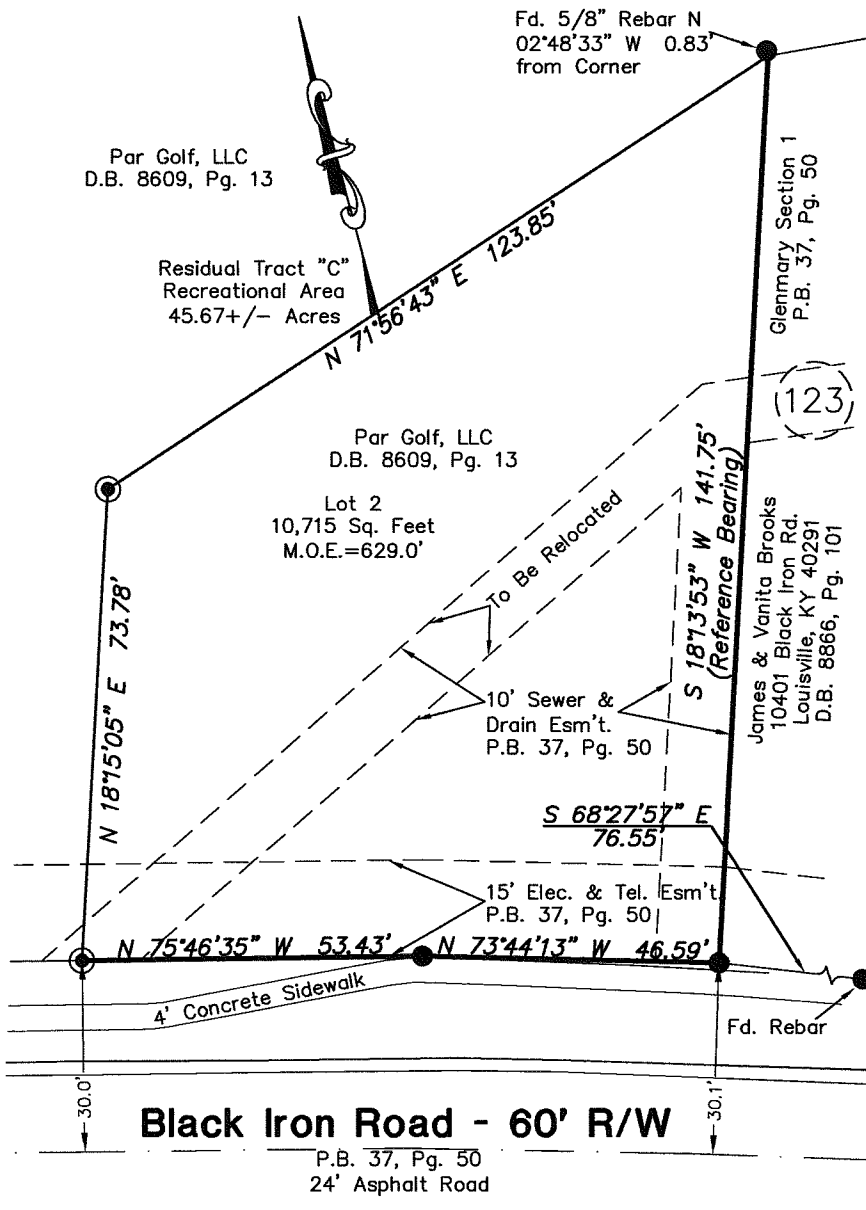 Fd. 5/8" Rebar N
02°48'33" W 0.83'
from Corner
Par Golf, LLC
D.B. 8609, Pg. 13
Glenmary Section 1
P.B. 37, Pg. 50
Residual Tract "C"
Recreational Area
45.67+/- Acres
N 71°56'43" E 123.85'
123
Par Golf, LLC
D.B. 8609, Pg. 13
Lot 2
10,715 Sq. Feet
M.O.E.=629.0'
To Be Relocated
S 18°13'53" W 141.75'
(Reference Bearing)
James & Vanita Brooks
10401 Black Iron Rd.
Louisville, KY 40291
D.B. 8866, Pg. 101
N 18°15'05" E 73.78'
10' Sewer &
Drain Esm't.
P.B. 37, Pg. 50
S 68°27'57" E
76.55'
15' Elec. & Tel. Esm't.
P.B. 37, Pg. 50
N 75°46'35" W 53.43'
N 73°44'13" W 46.59'
4' Concrete Sidewalk
Fd. Rebar
30.0'
30.1'
Black Iron Road - 60' R/W
P.B. 37, Pg. 50
24' Asphalt Road